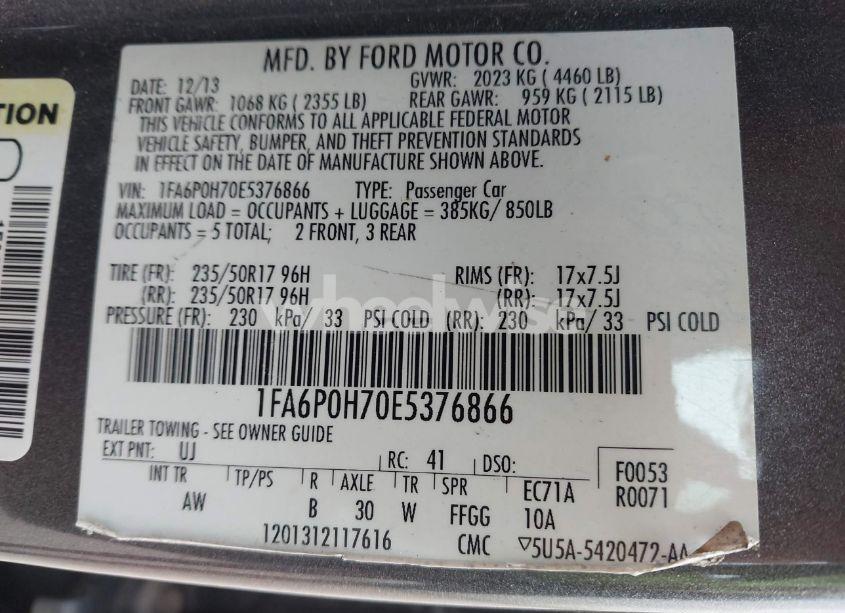 MFD. BY FORD MOTOR CO.
DATE: 12/13 GVWR: 2023 KG ( 4460 LB)
FRONT GAWR: 1068 KG ( 2355 LB) REAR GAWR: 959 KG ( 2115 LB)
THIS VEHICLE CONFORMS TO ALL APPLICABLE FEDERAL MOTOR
VEHICLE SAFETY, BUMPER, AND THEFT PREVENTION STANDARDS
IN EFFECT ON THE DATE OF MANUFACTURE SHOWN ABOVE.
TION
VIN: 1FA6P0H70E5376866 TYPE: Passenger Car
MAXIMUM LOAD = OCCUPANTS + LUGGAGE = 385KG/ 850LB
OCCUPANTS = 5 TOTAL; 2 FRONT, 3 REAR
TIRE (FR): 235/50R17 96H RIMS (FR): 17x7.5J
(RR): 235/50R17 96H (RR): 17x7.5J
PRESSURE (FR): 230 kPa/ 33 PSI COLD (RR): 230 kPa/ 33 PSI COLD
1FA6P0H70E5376866
TRAILER TOWING - SEE OWNER GUIDE
EXT PNT: UJ RC: 41 DSO: F0053
INT TR TP/PS R AXLE TR SPR EC71A R0071
AW B 30 W FFGG 10A
1201312117616 CMC ▽5U5A-5420472-AA